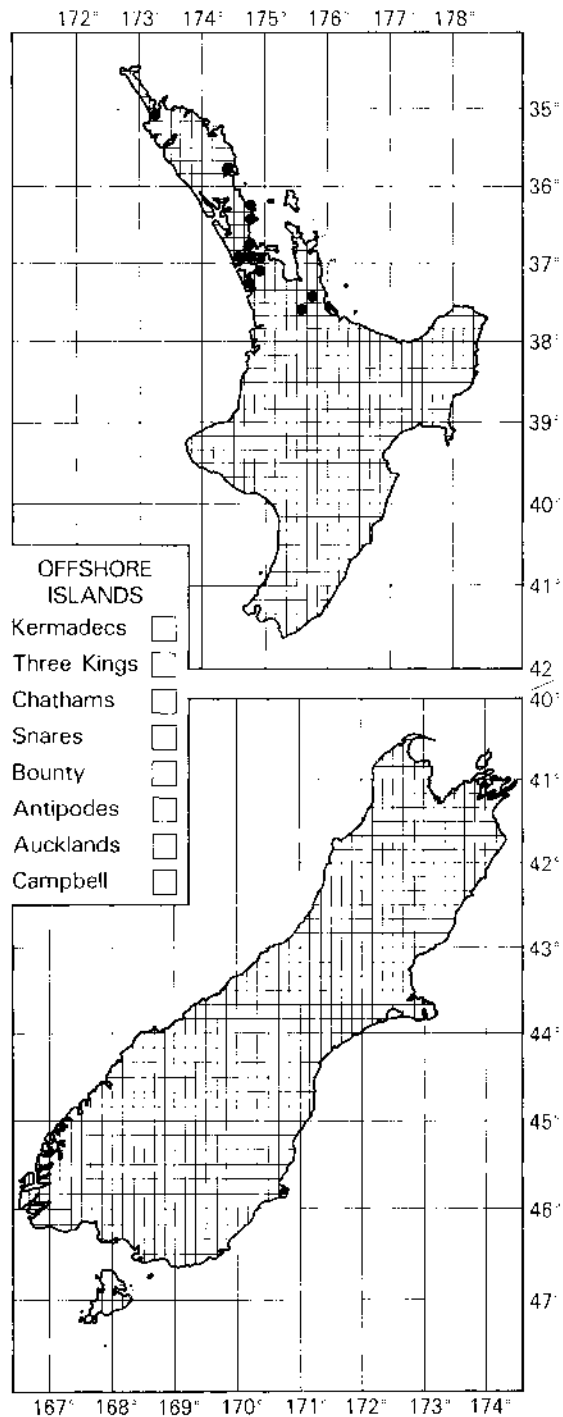 172° 173° 174° 175° 176° 177° 178°
35°
36°
37°
38°
39°
40°
41°
42
OFFSHORE
ISLANDS
Kermadecs
Three Kings
Chathams
Snares
Bounty
Antipodes
Aucklands
Campbell
40°
41°
42°
43°
44°
45°
46°
47°
167° 168° 169° 170° 171° 172° 173° 174°